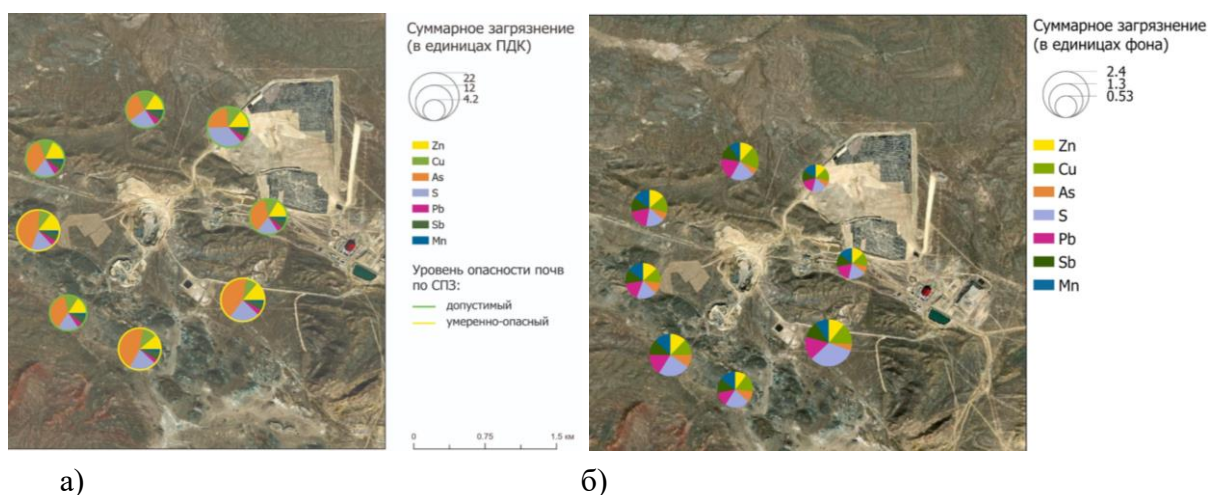 Суммарное загрязнение
(в единицах ПДК)
22
12
4.2
Zn
Cu
As
S
Pb
Sb
Mn
Уровень опасности почв
по СПЗ:
допустимый
умеренно-опасный
0 0.75 1.5 км
а)
Суммарное загрязнение
(в единицах фона)
2.4
1.3
0.53
Zn
Cu
As
S
Pb
Sb
Mn
б)